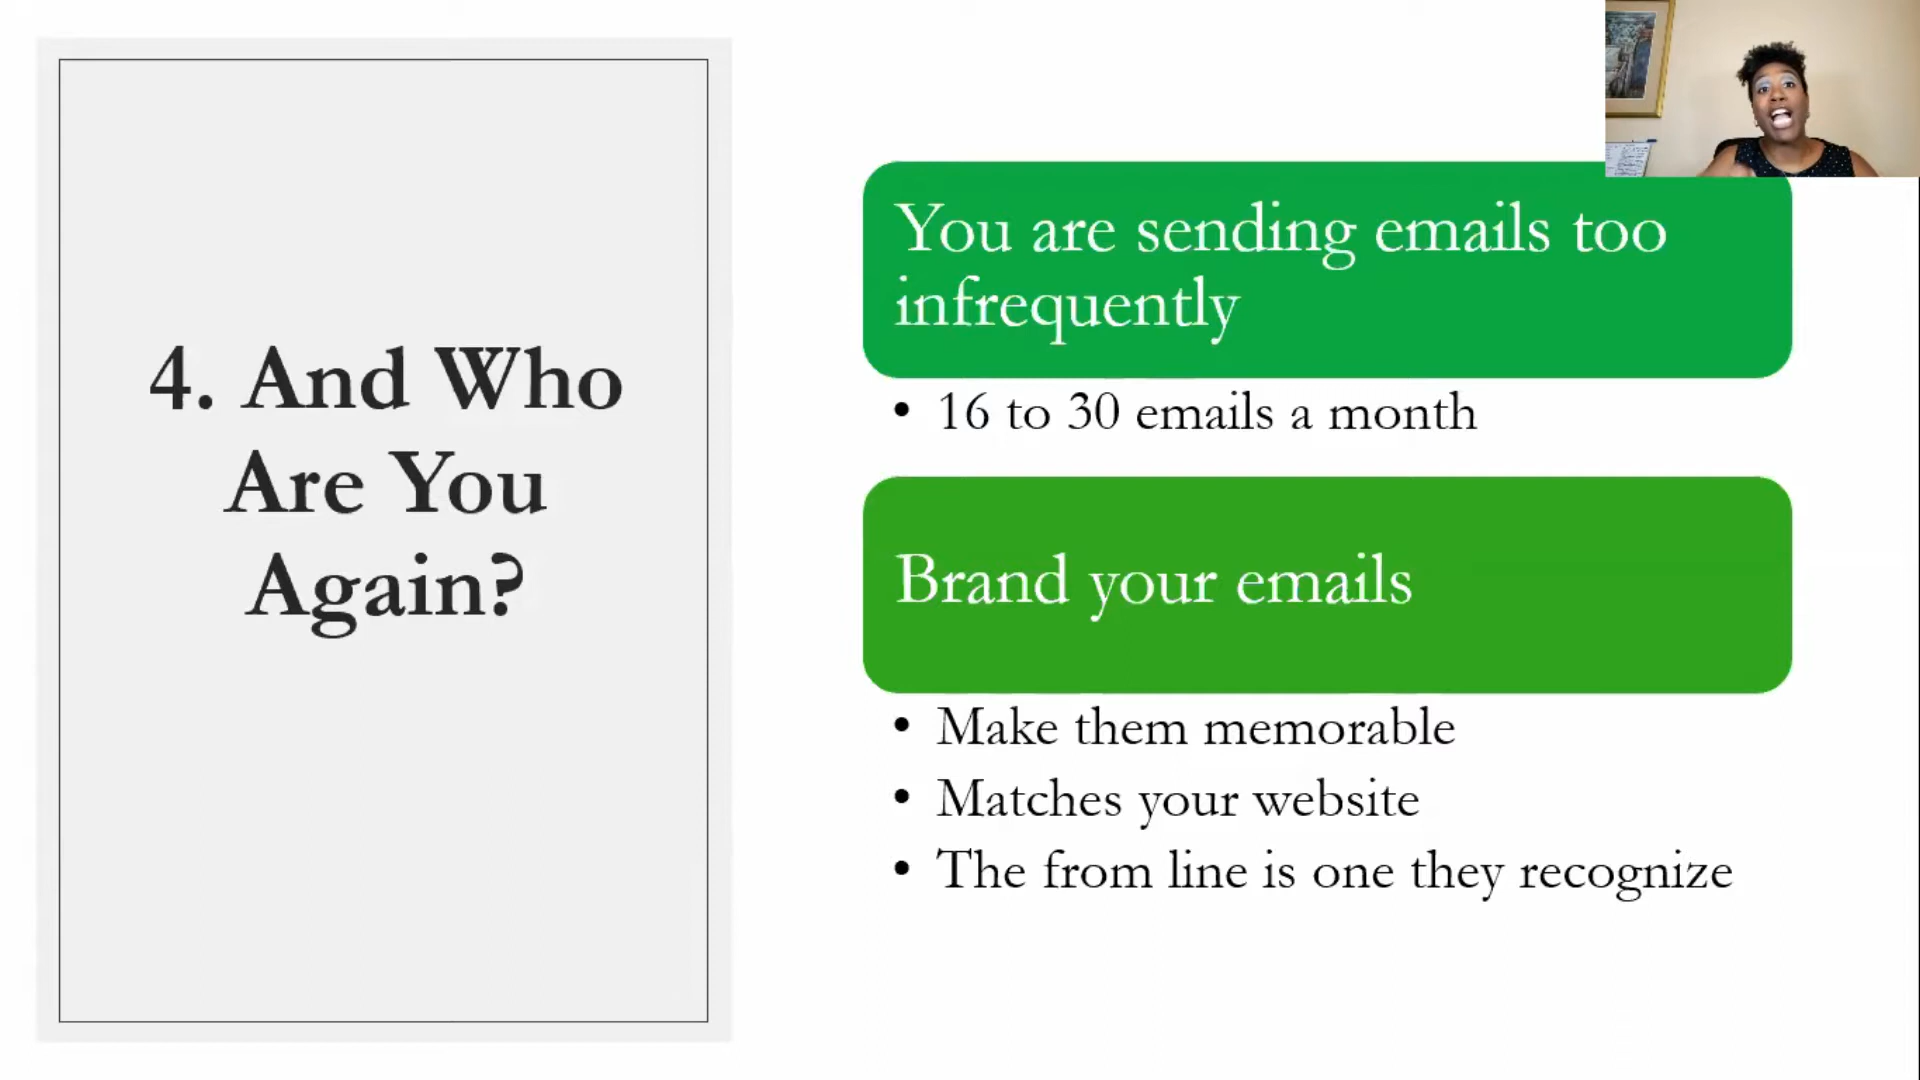 4. And Who
Are You
Again?
You are sending emails too
infrequently
• 16 to 30 emails a month
Brand your emails
• Make them memorable
• Matches your website
• The from line is one they recognize